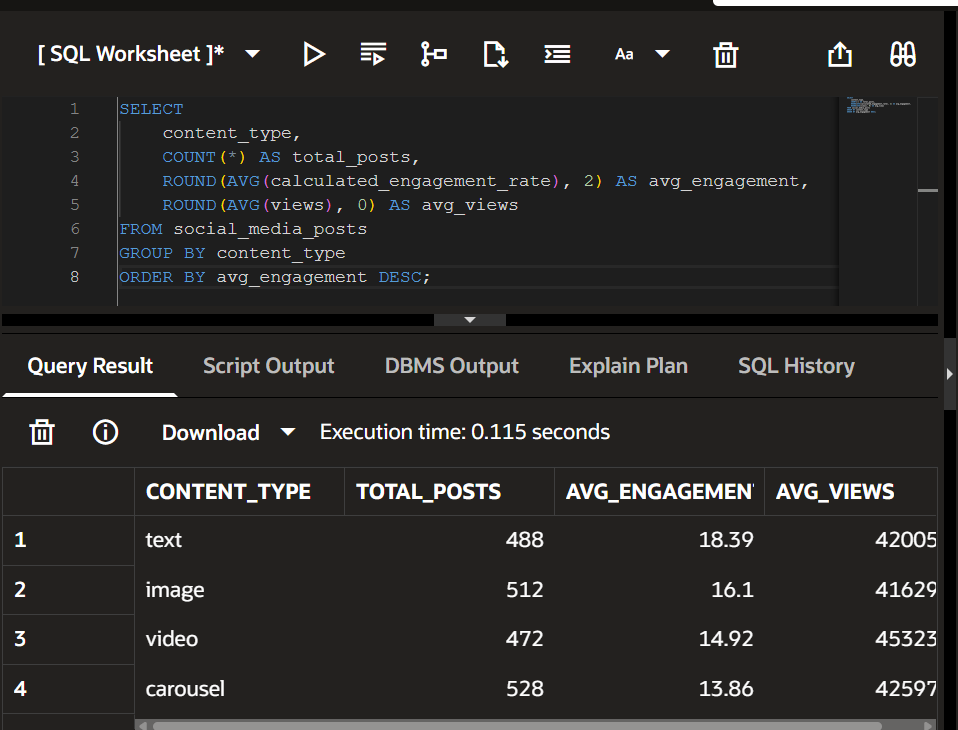 [ SQL Worksheet ]*
Aa
1 SELECT
2 content_type,
3 COUNT(*) AS total_posts,
4 ROUND(AVG(calculated_engagement_rate), 2) AS avg_engagement,
5 ROUND(AVG(views), 0) AS avg_views
6 FROM social_media_posts
7 GROUP BY content_type
8 ORDER BY avg_engagement DESC;
Query Result Script Output DBMS Output Explain Plan SQL History
Download Execution time: 0.115 seconds
CONTENT_TYPE TOTAL_POSTS AVG_ENGAGEMEN AVG_VIEWS
1 text 488 18.39 42005
2 image 512 16.1 41629
3 video 472 14.92 45323
4 carousel 528 13.86 42597